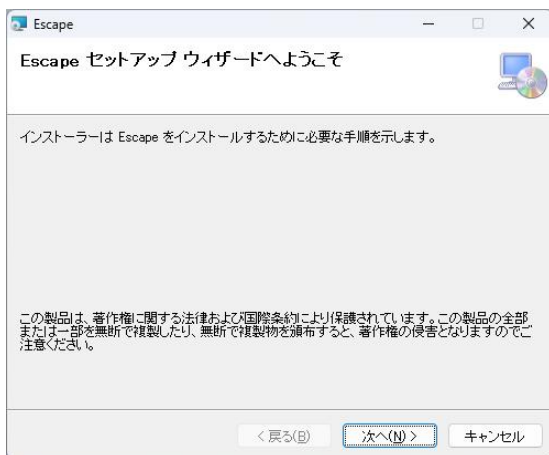 Escape
Escape セットアップ ウィザードへようこそ
インストーラーは Escape をインストールするために必要な手順を示します。
この製品は、著作権に関する法律および国際条約により保護されています。この製品の全部
または一部を無断で複製したり、無断で複製物を頒布すると、著作権の侵害となりますのでご
注意ください。
< 戻る(B)
次へ(N) >
キャンセル